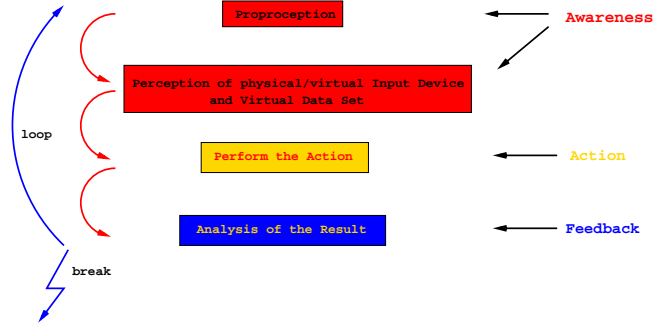 Proproception
Awareness
Perception of physical/virtual Input Device
and Virtual Data Set
loop
Perform the Action
Action
Analysis of the Result
Feedback
break